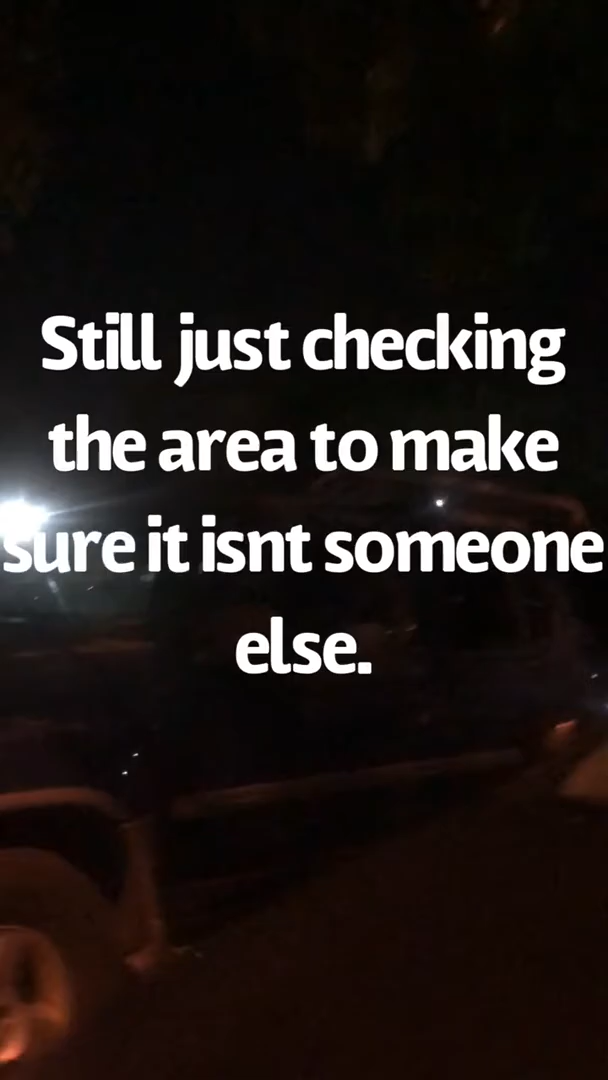 Still just checking
the area to make
sure it isnt someone
else.